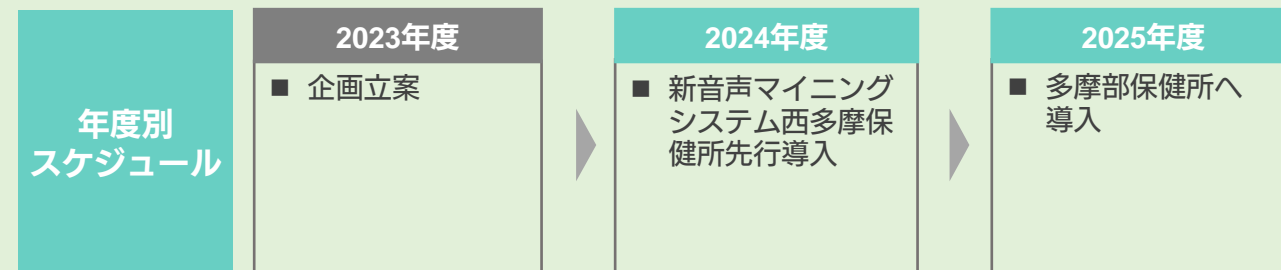 年度別
スケジュール
2023年度
■ 企画立案
2024年度
■ 新音声マイニング
システム西多摩保
健所先行導入
2025年度
■ 多摩部保健所へ
導入